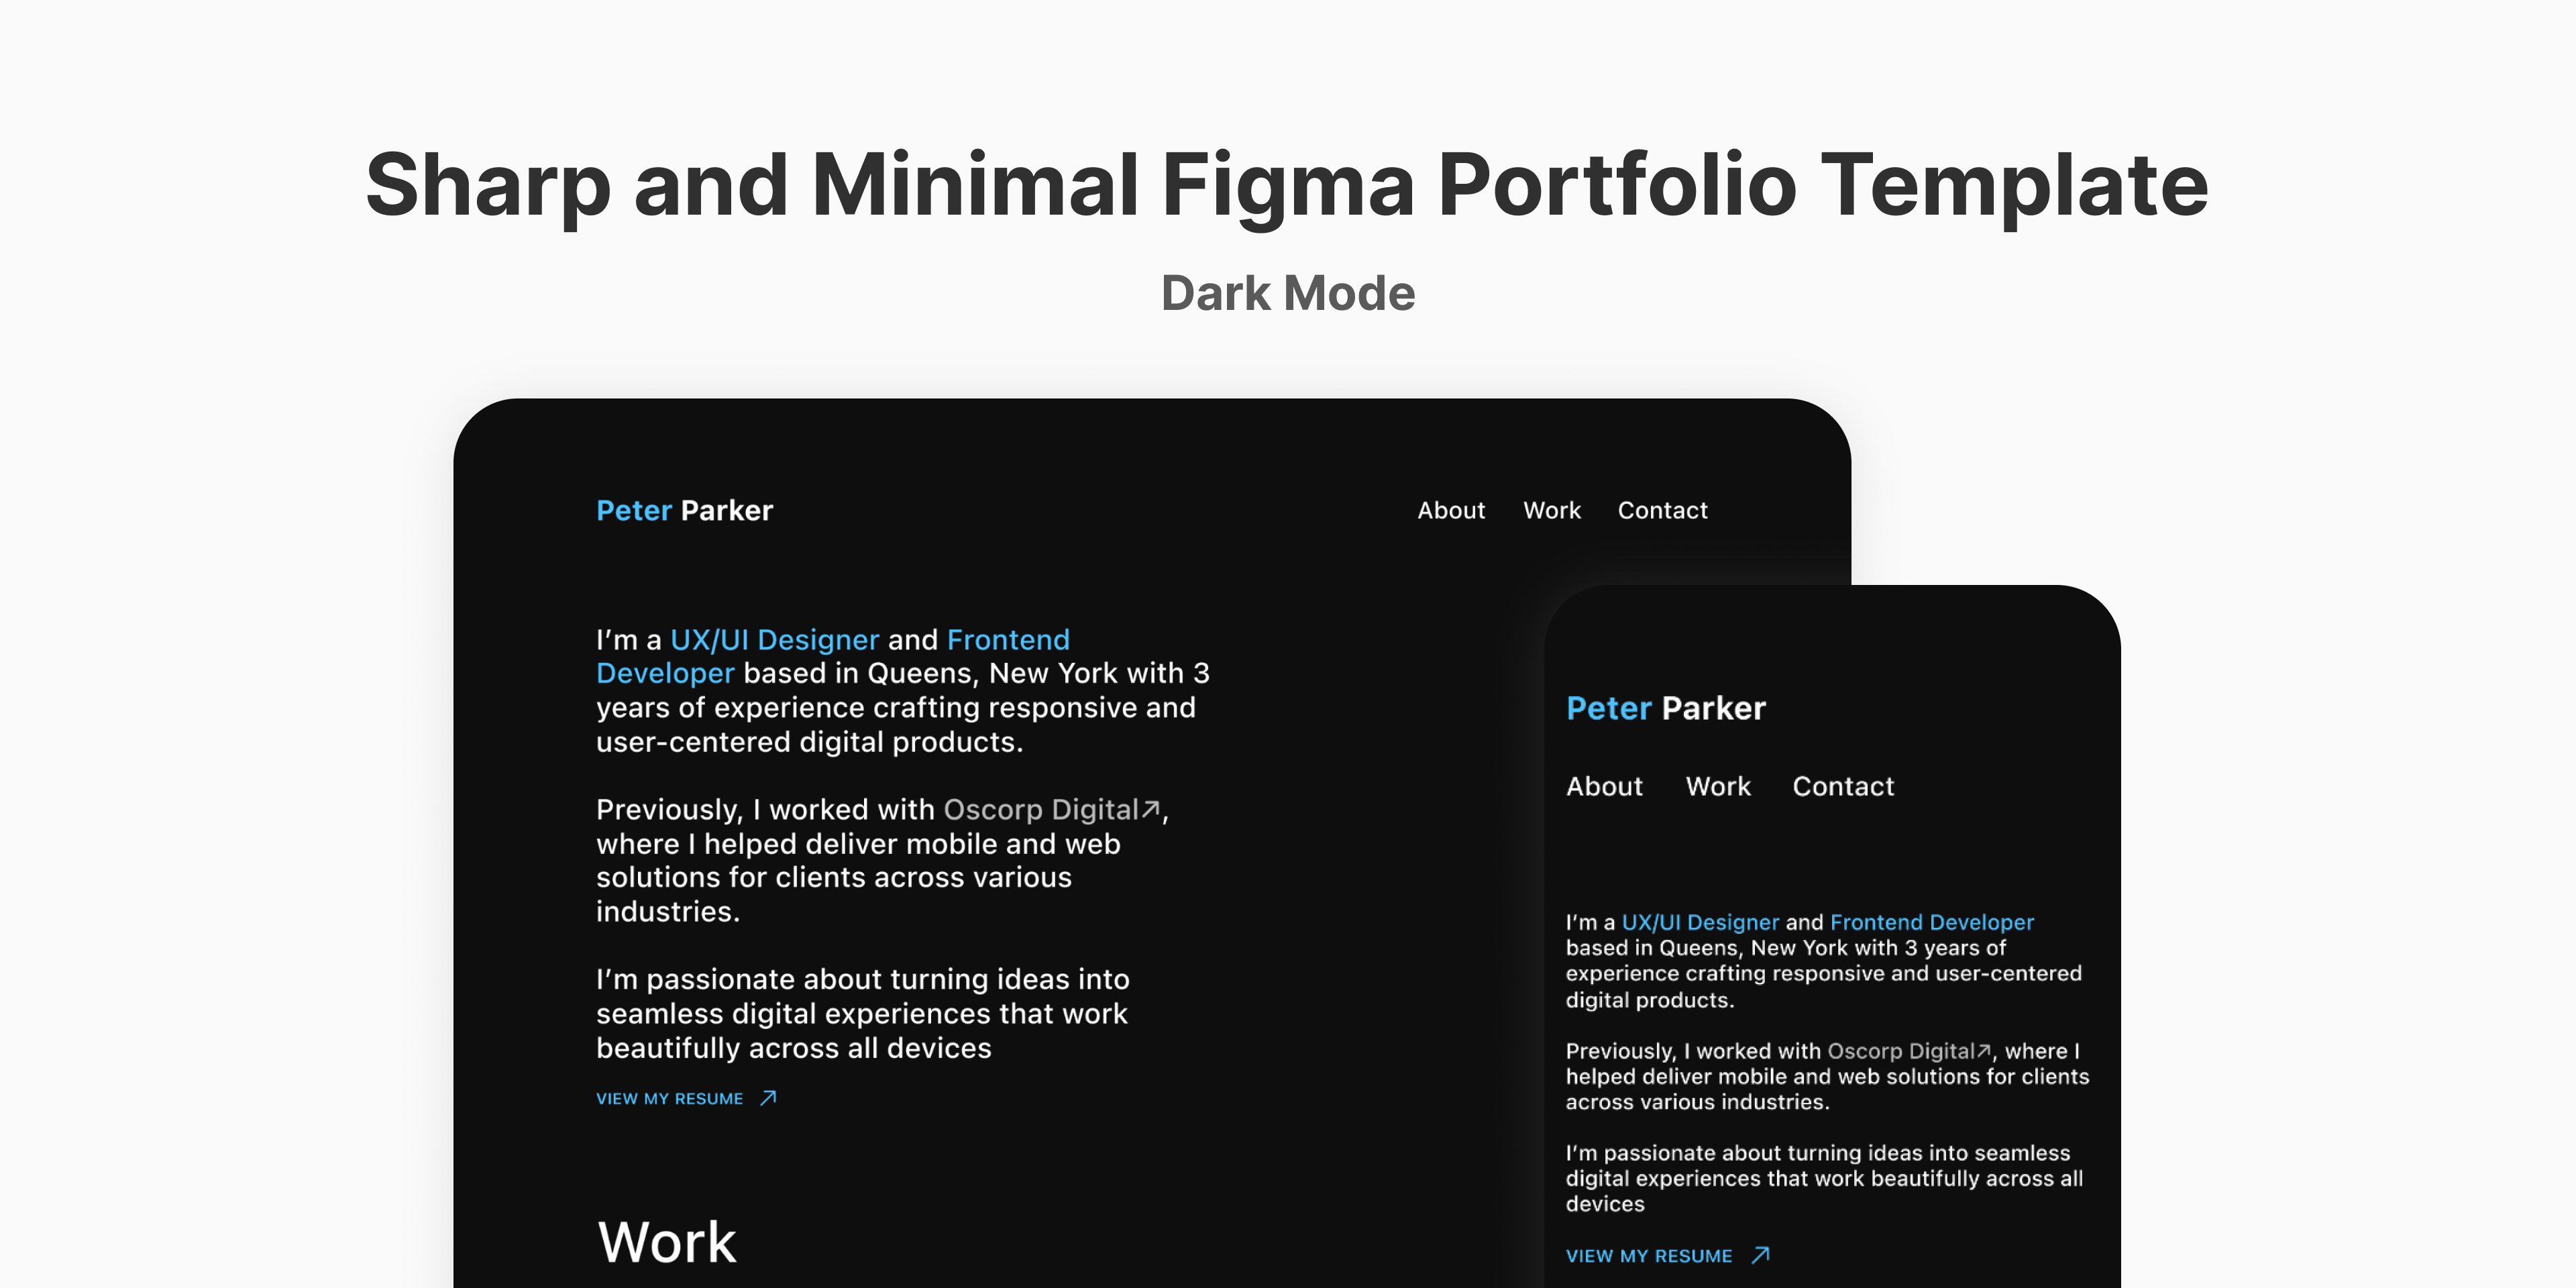 Sharp and Minimal Figma Portfolio Template
Dark Mode
Peter Parker
About Work Contact
I’m a UX/UI Designer and Frontend
Developer based in Queens, New York with 3
years of experience crafting responsive and
user-centered digital products.
Previously, I worked with Oscorp Digital↗,
where I helped deliver mobile and web
solutions for clients across various
industries.
I’m passionate about turning ideas into
seamless digital experiences that work
beautifully across all devices
VIEW MY RESUME ↗
Work
Peter Parker
About Work Contact
I’m a UX/UI Designer and Frontend Developer
based in Queens, New York with 3 years of
experience crafting responsive and user-centered
digital products.
Previously, I worked with Oscorp Digital↗, where I
helped deliver mobile and web solutions for clients
across various industries.
I’m passionate about turning ideas into seamless
digital experiences that work beautifully across all
devices
VIEW MY RESUME ↗